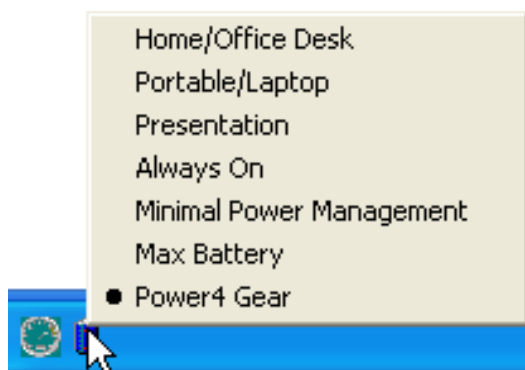 Home/Office Desk
Portable/Laptop
Presentation
Always On
Minimal Power Management
Max Battery
Power4 Gear